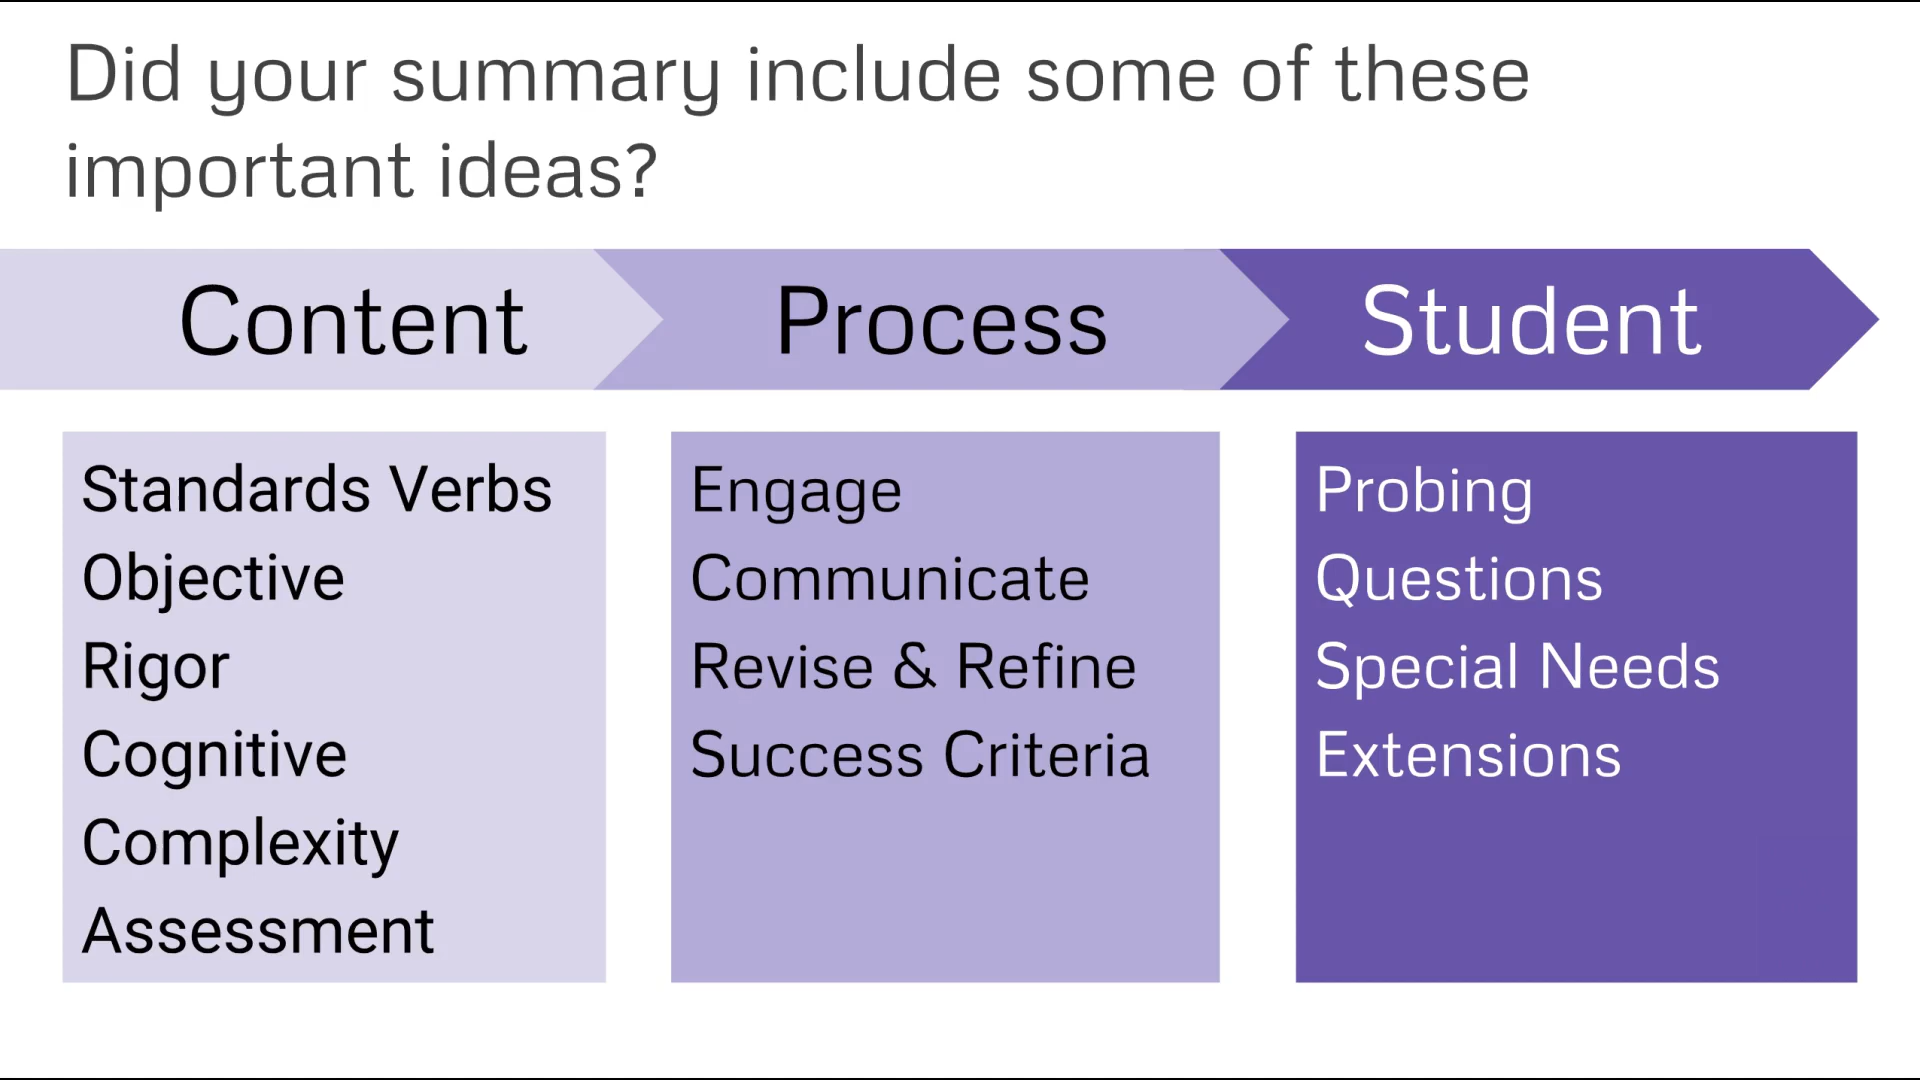 Did your summary include some of these
important ideas?
Content
Process
Student
Standards Verbs
Objective
Rigor
Cognitive
Complexity
Assessment
Engage
Communicate
Revise & Refine
Success Criteria
Probing
Questions
Special Needs
Extensions